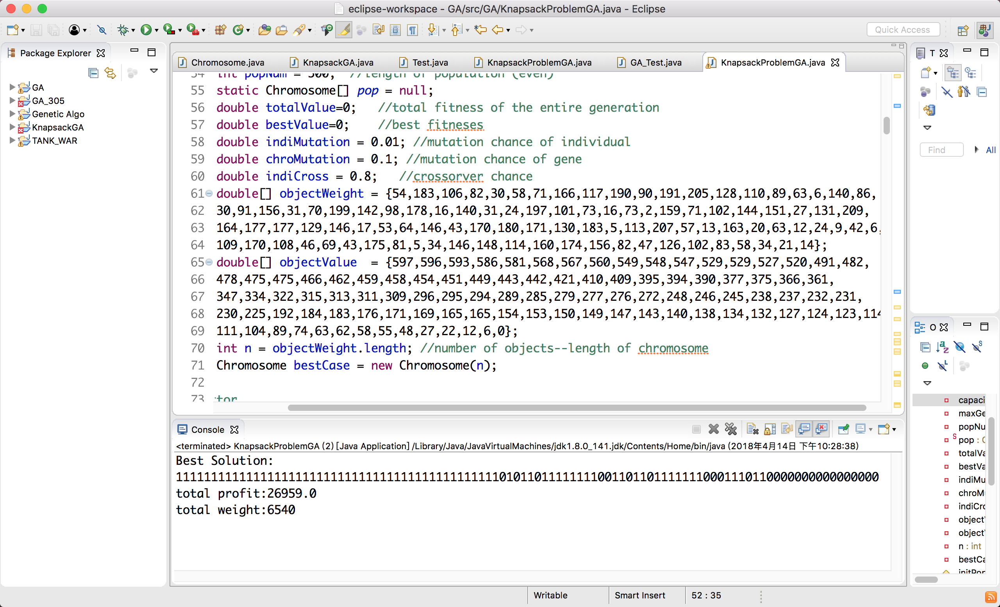 eclipse-workspace - GA/src/GA/KnapsackProblemGA.java - Eclipse
Quick Access
Package Explorer
GA
GA_305
Genetic Algo
KnapsackGA
TANK_WAR
Chromosome.java KnapsackGA.java Test.java KnapsackProblemGA.java GA_Test.java KnapsackProblemGA.java
54 int popNum = 500; //length of population (even)
55 static Chromosome[] pop = null;
56 double totalValue=0; //total fitness of the entire generation
57 double bestValue=0; //best fitneses
58 double indiMutation = 0.01; //mutation chance of individual
59 double chroMutation = 0.1; //mutation chance of gene
60 double indiCross = 0.8; //crossorver chance
61 double[] objectWeight = {54,183,106,82,30,58,71,166,117,190,90,191,205,128,110,89,63,6,140,86,
62 30,91,156,31,70,199,142,98,178,16,140,31,24,197,101,73,16,73,2,159,71,102,144,151,27,131,209,
63 164,177,177,129,146,17,53,64,146,43,170,180,171,130,183,5,113,207,57,13,163,20,63,12,24,9,42,6,
64 109,170,108,46,69,43,175,81,5,34,146,148,114,160,174,156,82,47,126,102,83,58,34,21,14};
65 double[] objectValue = {597,596,593,586,581,568,567,560,549,548,547,529,529,527,520,491,482,
66 478,475,475,466,462,459,458,454,451,449,443,442,421,410,409,395,394,390,377,375,366,361,
67 347,334,322,315,313,311,309,296,295,294,289,285,279,277,276,272,248,246,245,238,237,232,231,
68 230,225,192,184,183,176,171,169,165,165,154,153,150,149,147,143,140,138,134,132,127,124,123,114
69 111,104,89,74,63,62,58,55,48,27,22,12,6,0};
70 int n = objectWeight.length; //number of objects--length of chromosome
71 Chromosome bestCase = new Chromosome(n);
72
73 tor
Console
<terminated> KnapsackProblemGA (2) [Java Application] /Library/Java/JavaVirtualMachines/jdk1.8.0_141.jdk/Contents/Home/bin/java (2018年4月14日 下午10:28:38)
Best Solution:
1111111111111111111111111111111111111111111111010110111111110011011011111110001110110000000000000000
total profit:26959.0
total weight:6540
T
Find All
O
capaci
maxGe
popNu
pop : C
totalVa
bestVa
indiMu
chroMu
indiCro
object
object
n : int
bestCa
initPop
Writable Smart Insert 52 : 35